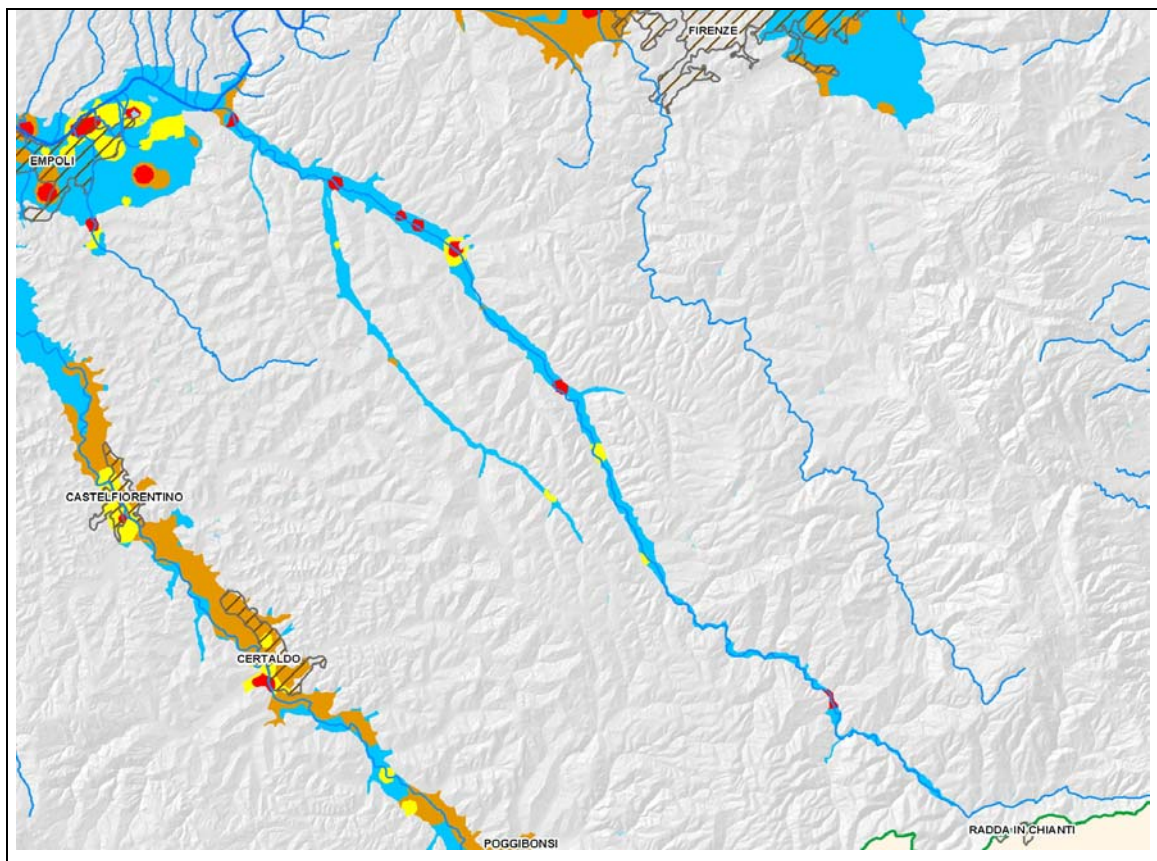 FIRENZE
EMPOLI
CASTELFIORENTINO
CERTALDO
RADDA IN CHIANTI
POGGIBONSI